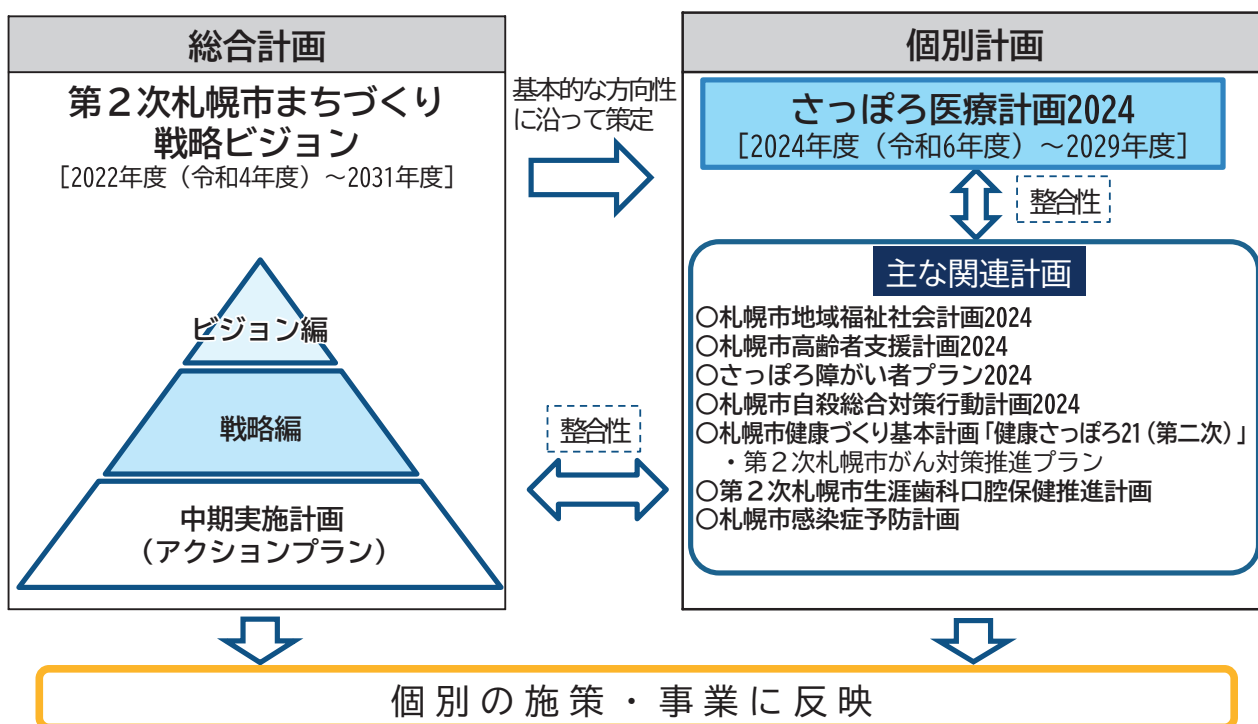 総合計画
第２次札幌市まちづくり
戦略ビジョン
［2022年度（令和4年度）～2031年度］
ビジョン編
戦略編
中期実施計画
（アクションプラン）
基本的な方向性
に沿って策定
整合性
個別計画
さっぽろ医療計画2024
［2024年度（令和6年度）～2029年度］
整合性
主な関連計画
○札幌市地域福祉社会計画2024
○札幌市高齢者支援計画2024
○さっぽろ障がい者プラン2024
○札幌市自殺総合対策行動計画2024
○札幌市健康づくり基本計画「健康さっぽろ21（第二次）」
・第２次札幌市がん対策推進プラン
○第２次札幌市生涯歯科口腔保健推進計画
○札幌市感染症予防計画
個別の施策・事業に反映